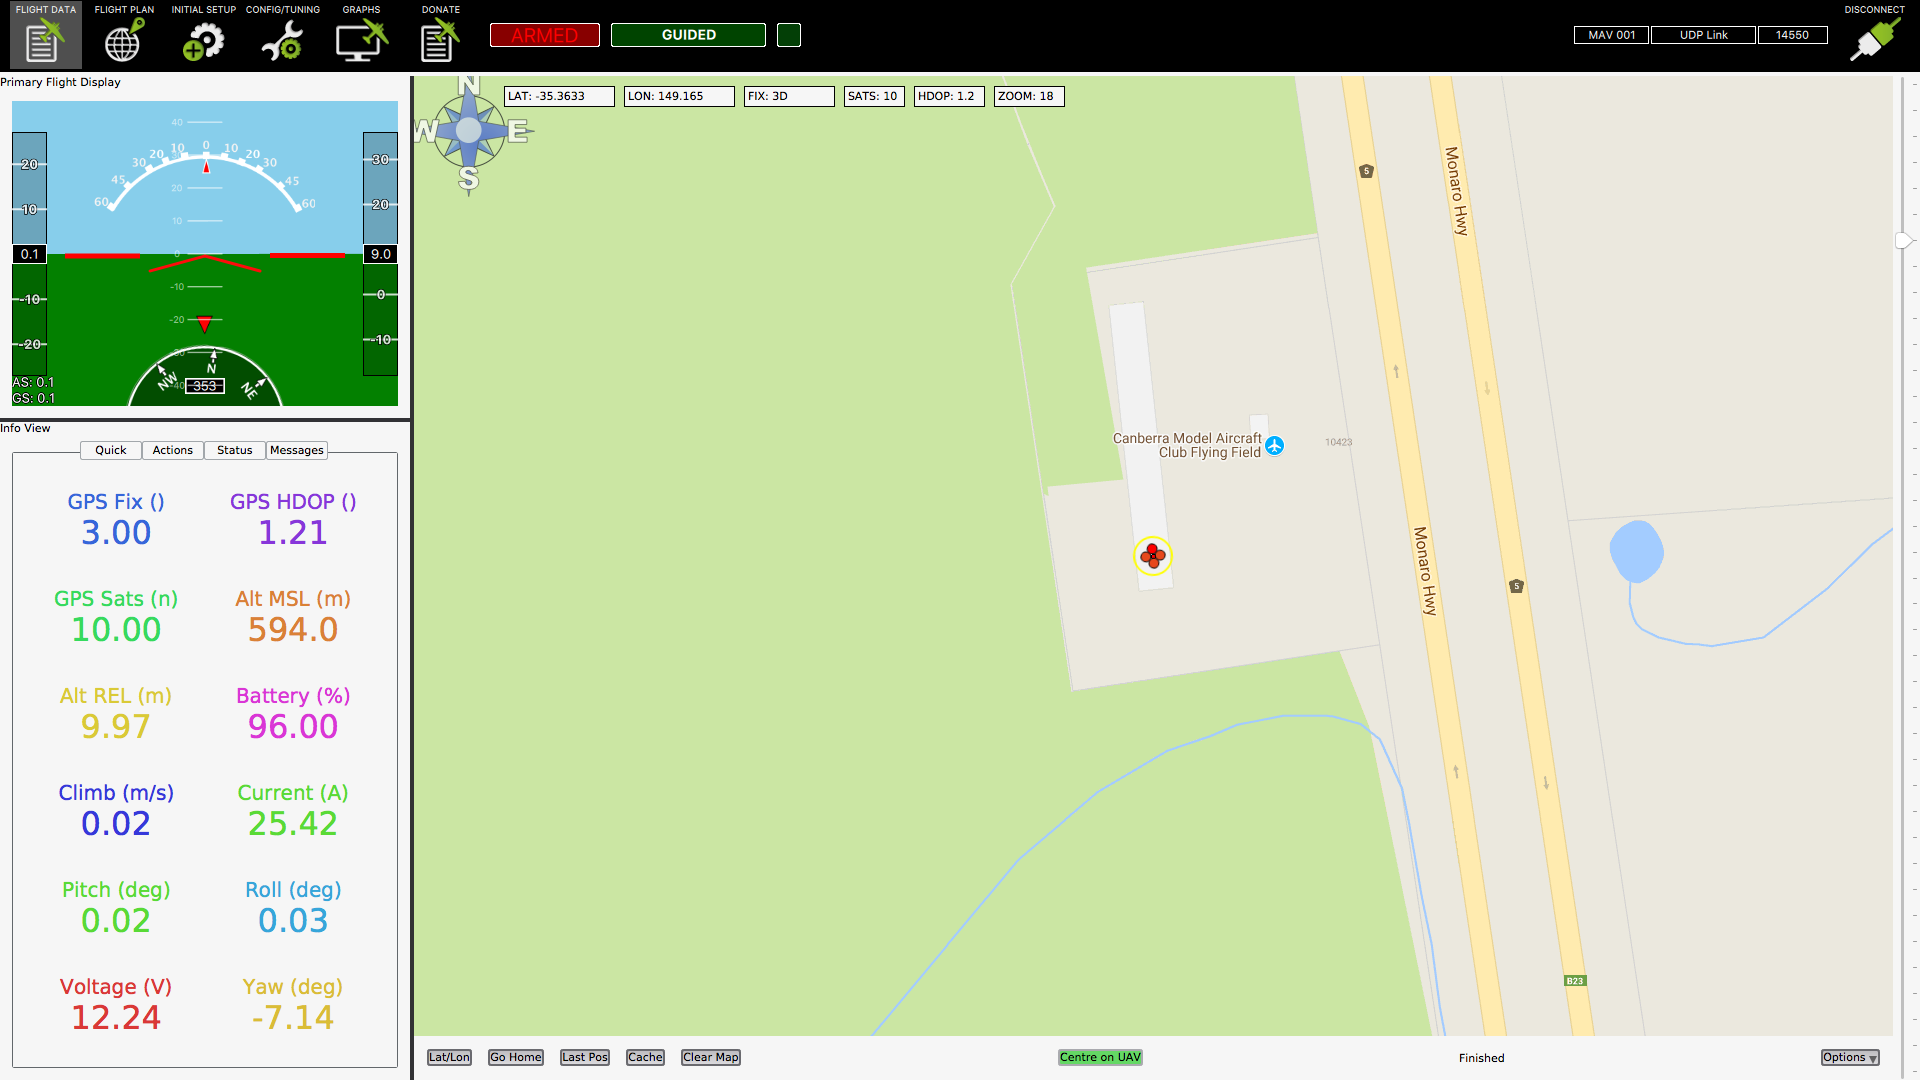 FLIGHT DATA
FLIGHT PLAN
INITIAL SETUP
CONFIG/TUNING
GRAPHS
DONATE
ARMED
GUIDED
MAV 001
UDP Link
14550
DISCONNECT
Primary Flight Display
40
60 45 30 20 10 0 10 20 30 45 60
20
10
0
-10
-20
-30
-40
20
10
0.1
-10
-20
AS: 0.1
GS: 0.1
30
20
9.0
0
-10
NW
N
NE
353
Info View
Quick
Actions
Status
Messages
GPS Fix ()
3.00
GPS HDOP ()
1.21
GPS Sats (n)
10.00
Alt MSL (m)
594.0
Alt REL (m)
9.97
Battery (%)
96.00
Climb (m/s)
0.02
Current (A)
25.42
Pitch (deg)
0.02
Roll (deg)
0.03
Voltage (V)
12.24
Yaw (deg)
-7.14
N
W
E
S
LAT: -35.3633
LON: 149.165
FIX: 3D
SATS: 10
HDOP: 1.2
ZOOM: 18
5
Monaro Hwy
Canberra Model Aircraft
Club Flying Field
10423
Monaro Hwy
5
B23
Lat/Lon
Go Home
Last Pos
Cache
Clear Map
Centre on UAV
Finished
Options